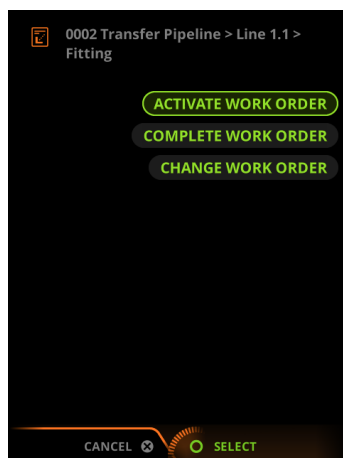 0002 Transfer Pipeline > Line 1.1 >
Fitting
ACTIVATE WORK ORDER
COMPLETE WORK ORDER
CHANGE WORK ORDER
CANCEL SELECT